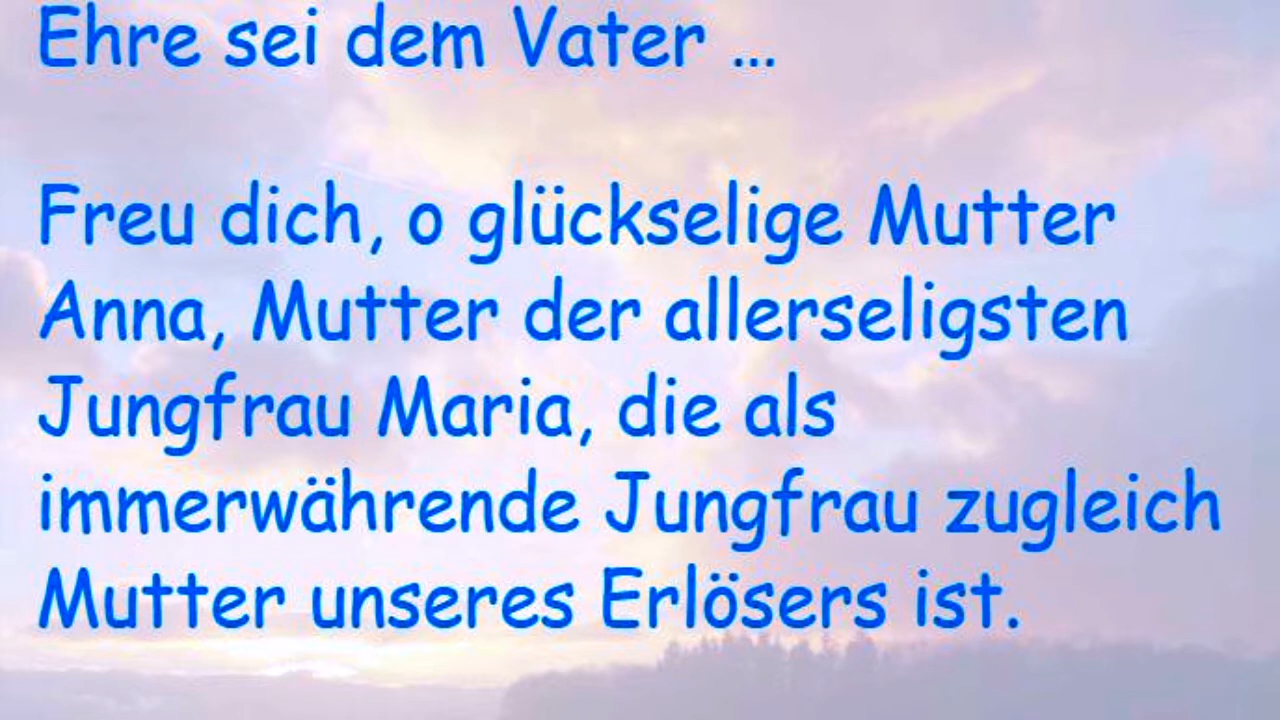 Ehre sei dem Vater ...
Freu dich, o glückselige Mutter
Anna, Mutter der allerseligsten
Jungfrau Maria, die als
immerwährende Jungfrau zugleich
Mutter unseres Erlösers ist.